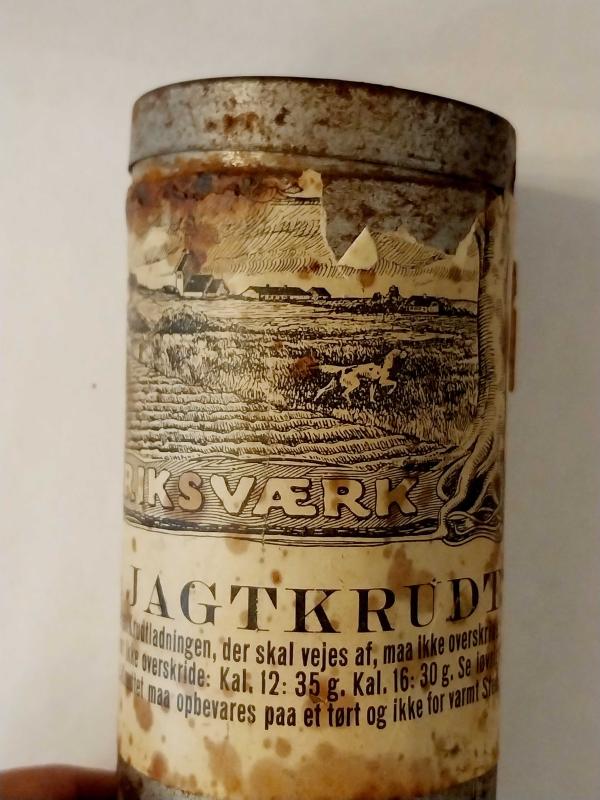 RIKSVÆRK
JAGTKRUDT
Krudtladningen, der skal vejes af, maa ikke overskri
ikke overskride: Kal. 12: 35 g. Kal. 16: 30 g. Se
maa opbevares paa et tørt og ikke for varmt